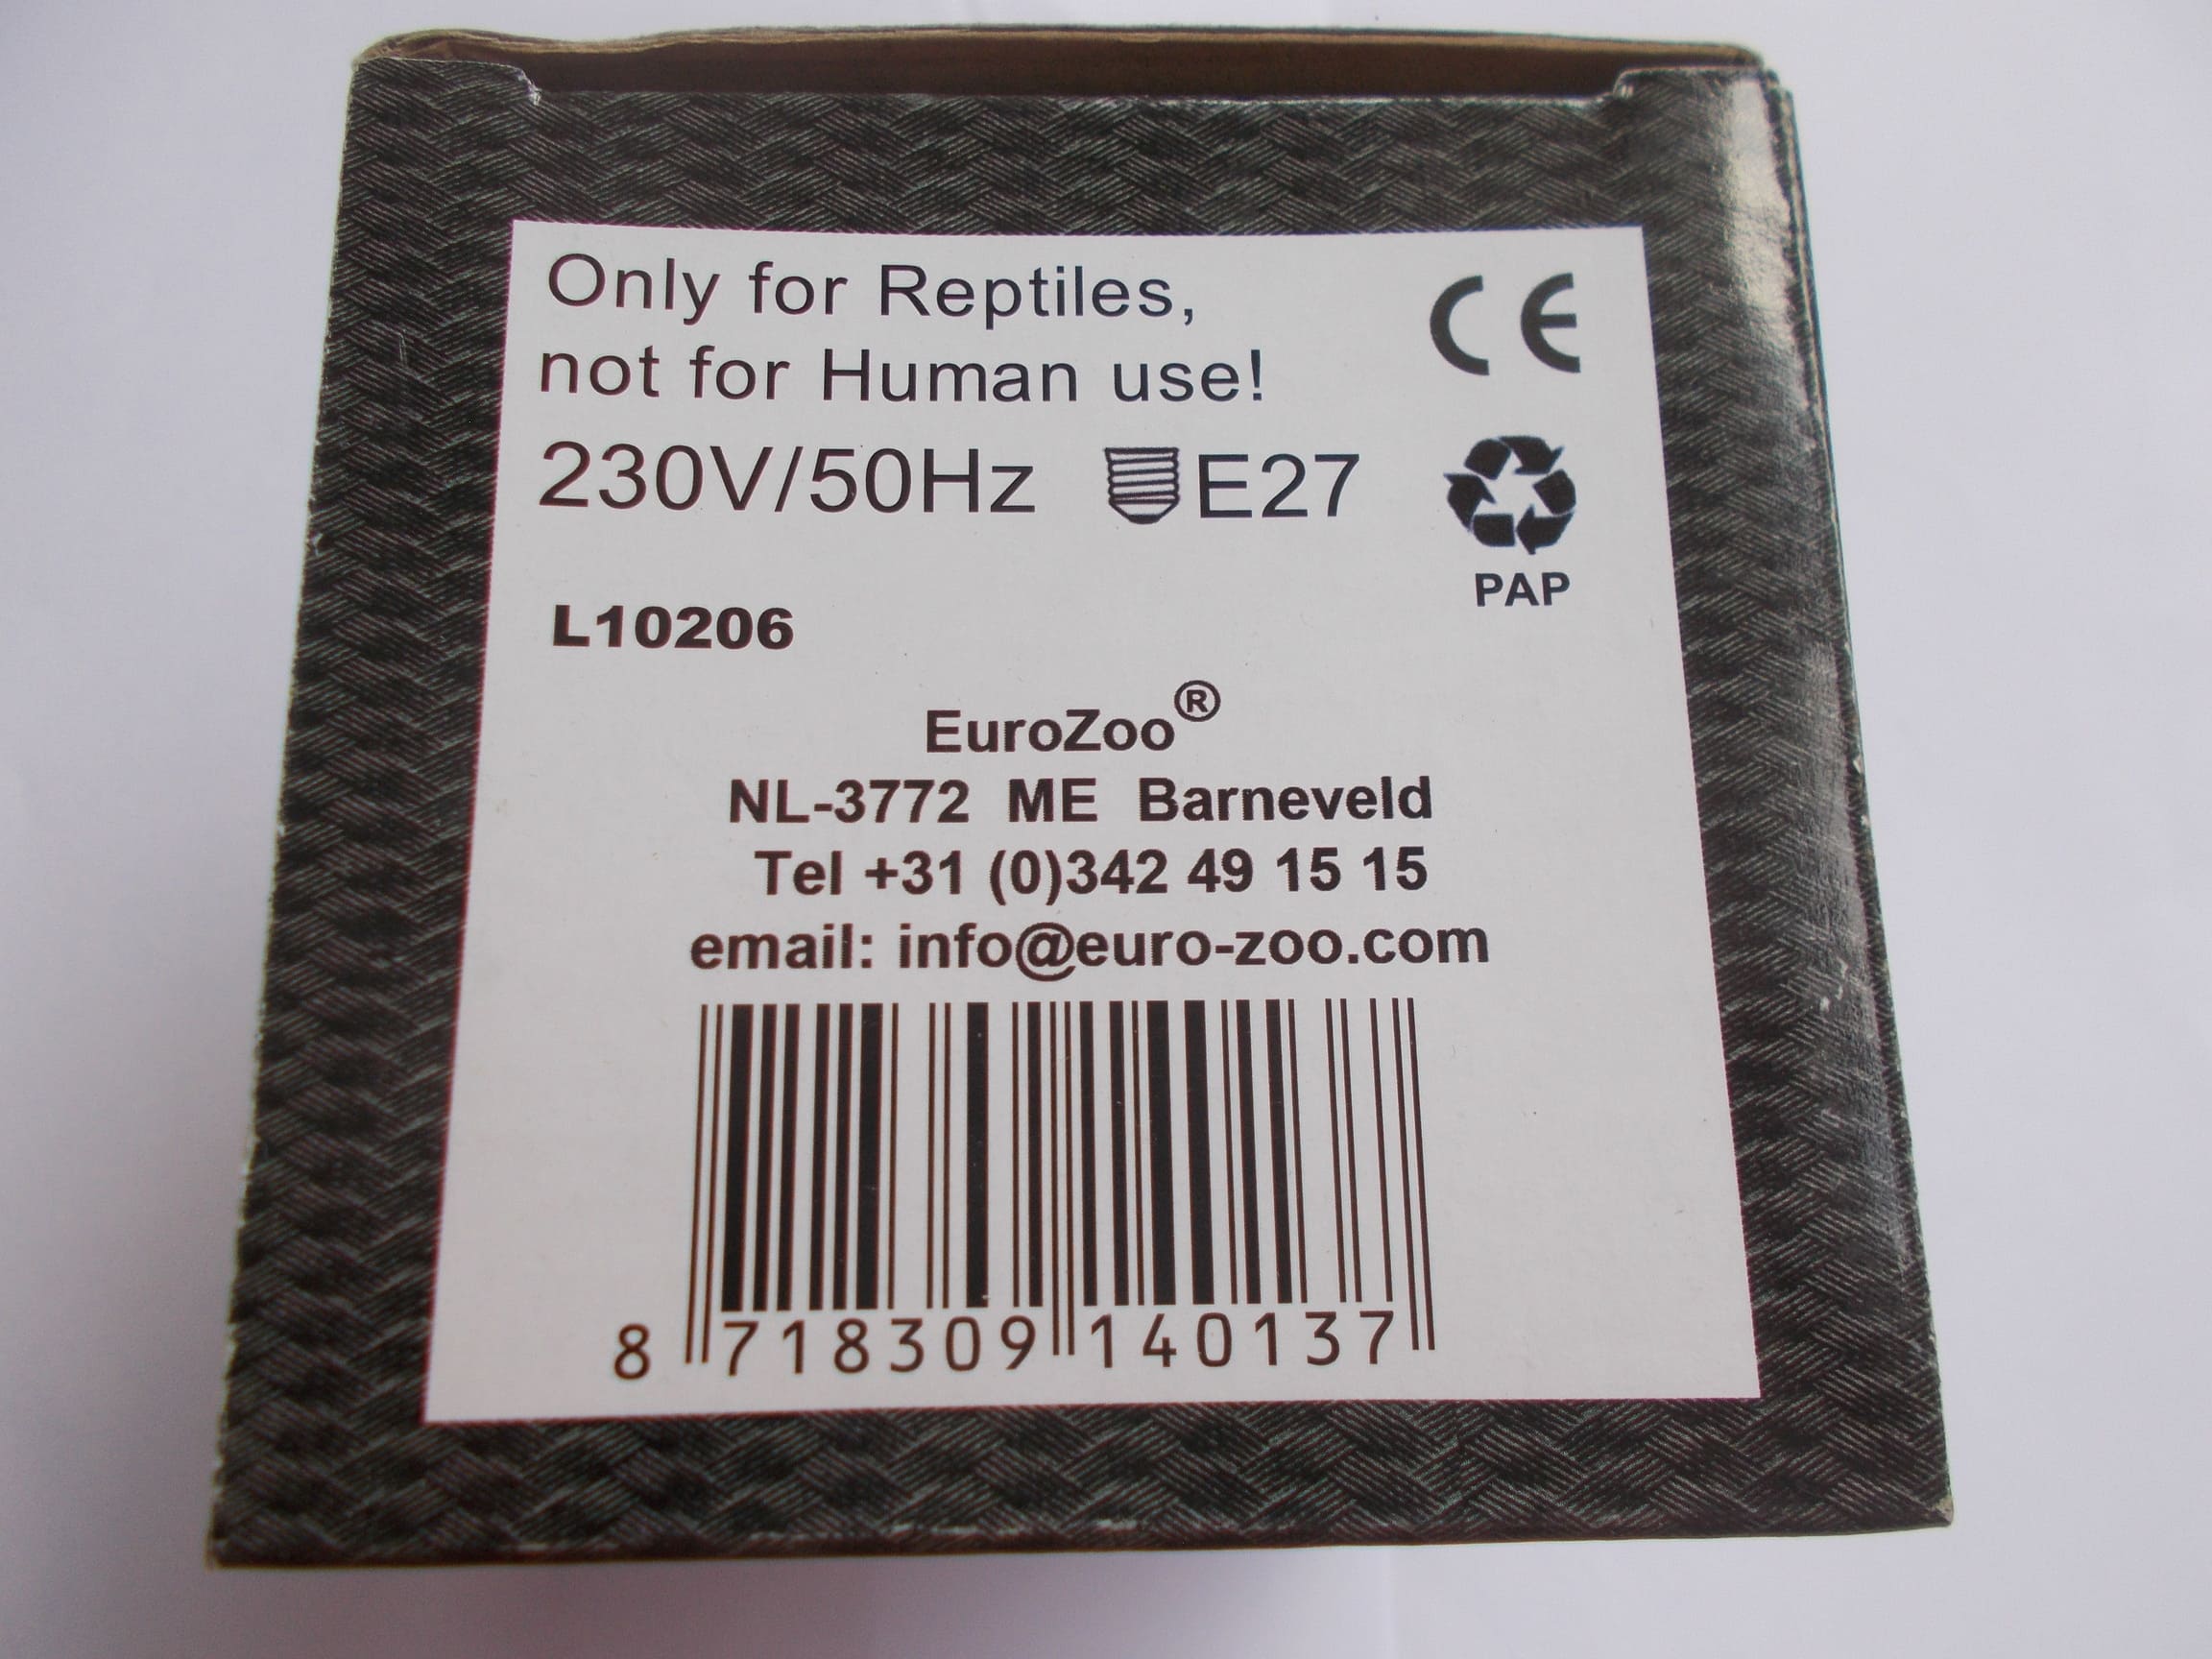 Only for Reptiles,
not for Human use!
CE
230V/50Hz E27
PAP
L10206
EuroZoo®
NL-3772 ME Barneveld
Tel +31 (0)342 49 15 15
email: info@euro-zoo.com
8 718309 140137